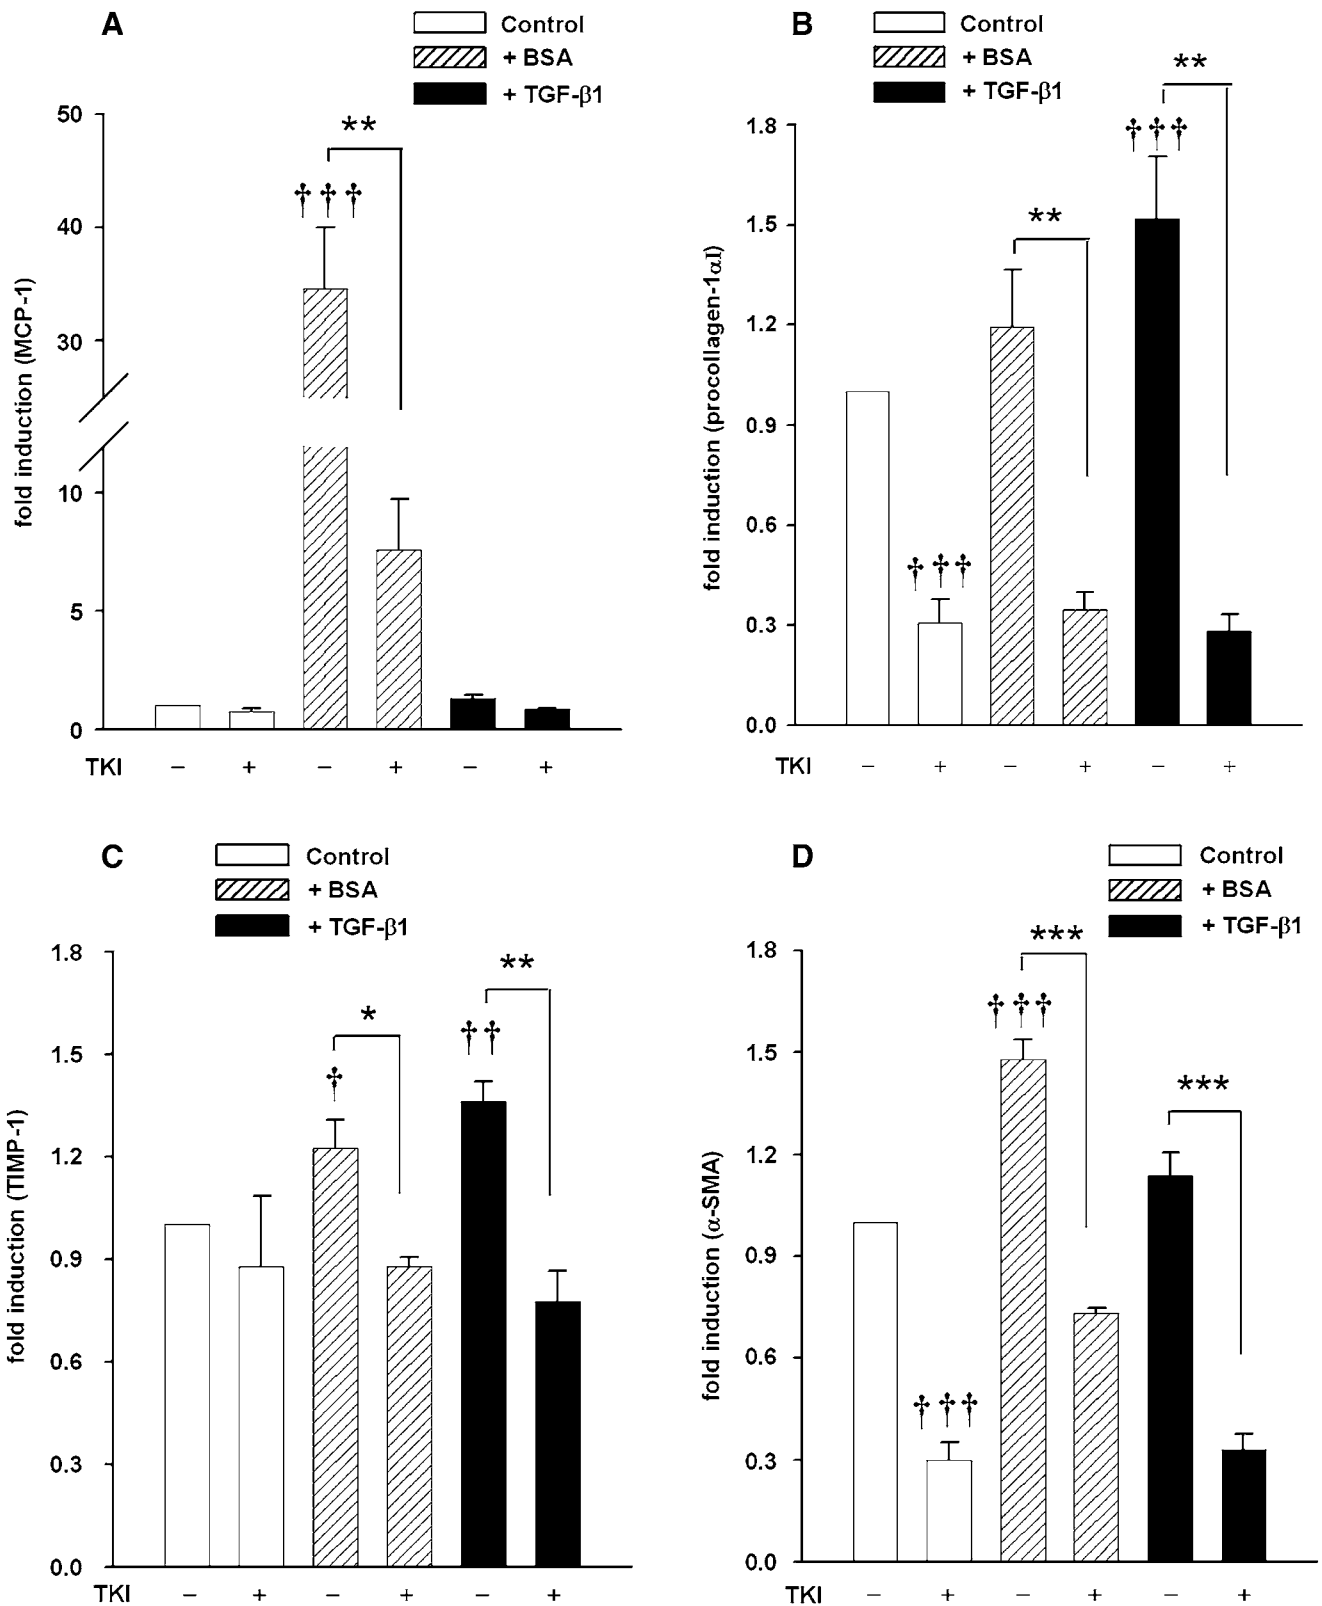 A
Control
+ BSA
+ TGF-β1
**
†††
50
40
30
10
5
0
fold induction (MCP-1)
TKI − + − + − +
B
Control
+ BSA
+ TGF-β1
**
†††
**
†††
1.8
1.5
1.2
0.9
0.6
0.3
0.0
fold induction (procollagen-1αI)
TKI − + − + − +
C
Control
+ BSA
+ TGF-β1
**
††
*
†
1.8
1.5
1.2
0.9
0.6
0.3
0.0
fold induction (TIMP-1)
TKI − + − + − +
D
Control
+ BSA
+ TGF-β1
***
†††
***
†††
1.8
1.5
1.2
0.9
0.6
0.3
0.0
fold induction (α-SMA)
TKI − + − + − +